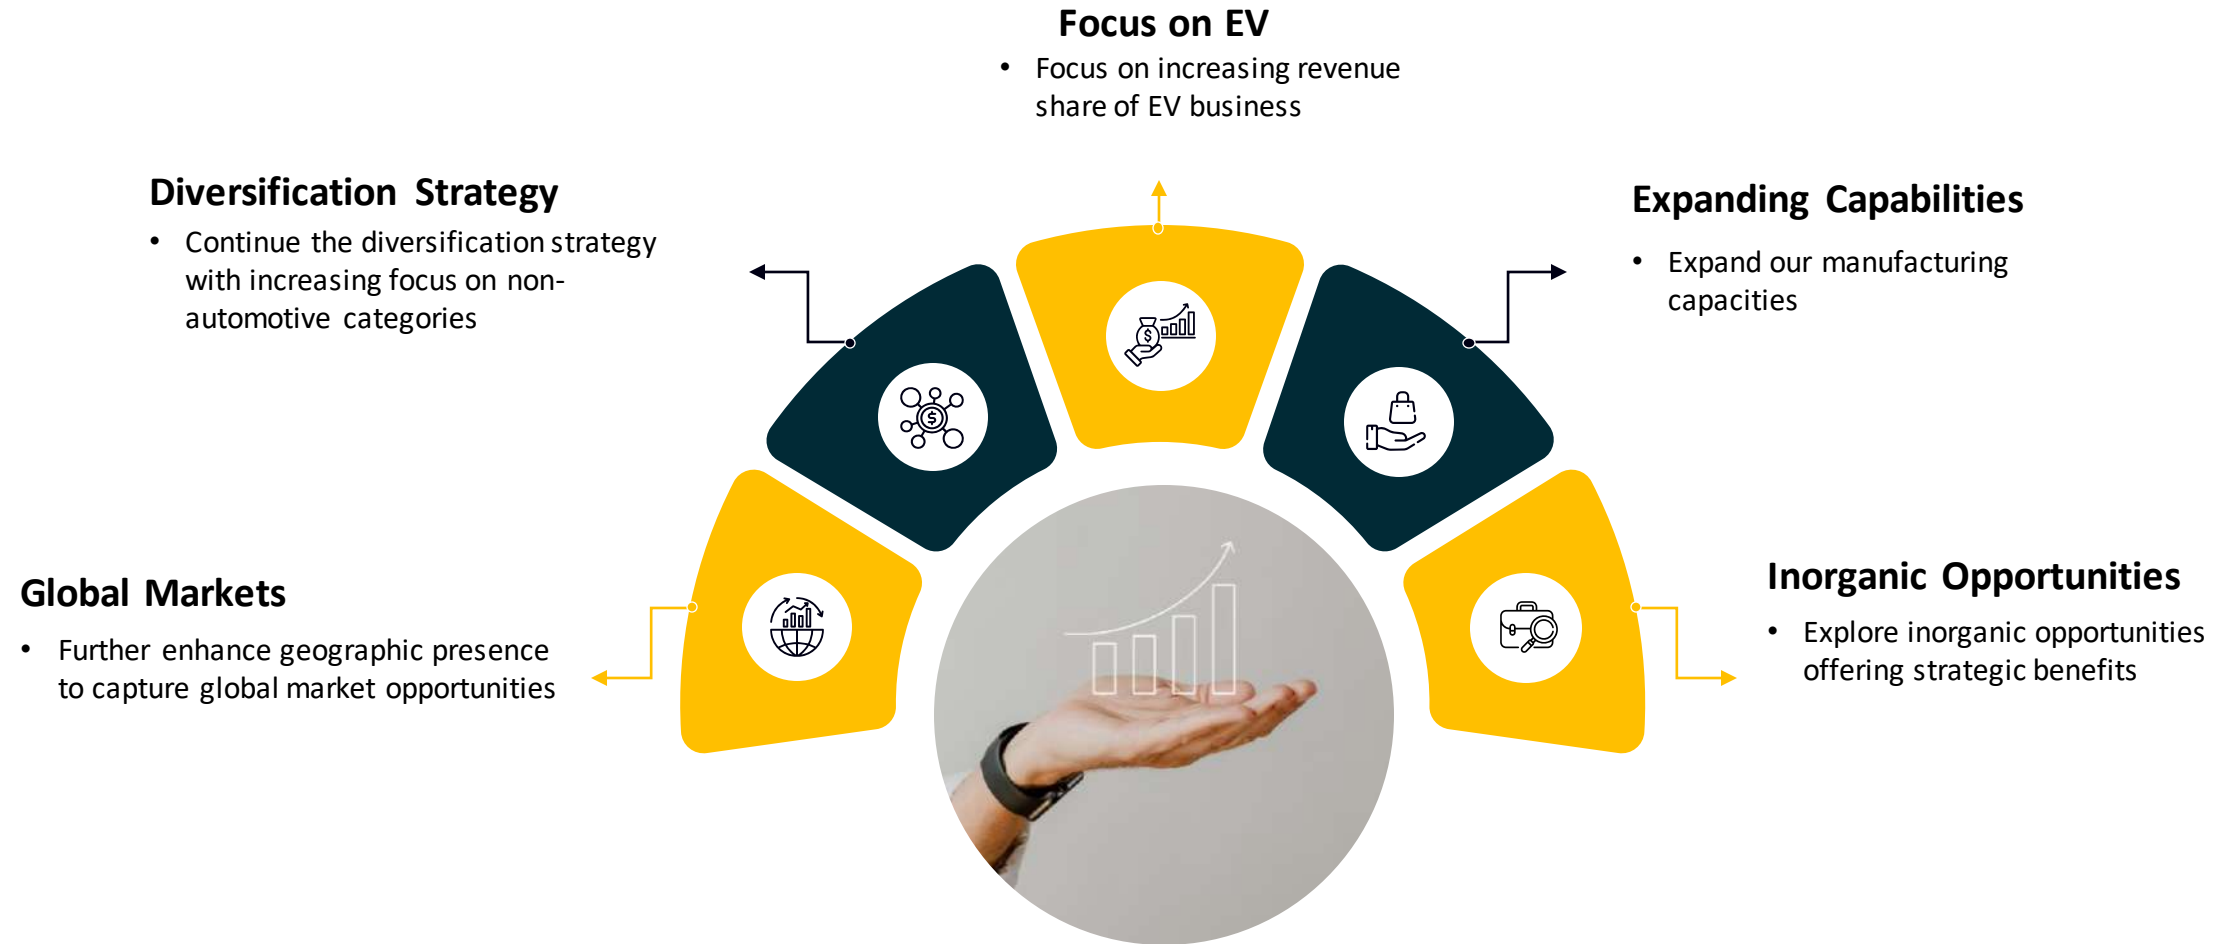 Focus on EV
• Focus on increasing revenue
share of EV business
Diversification Strategy
• Continue the diversification strategy
with increasing focus on non-
automotive categories
Expanding Capabilities
• Expand our manufacturing
capacities
Global Markets
• Further enhance geographic presence
to capture global market opportunities
Inorganic Opportunities
• Explore inorganic opportunities
offering strategic benefits